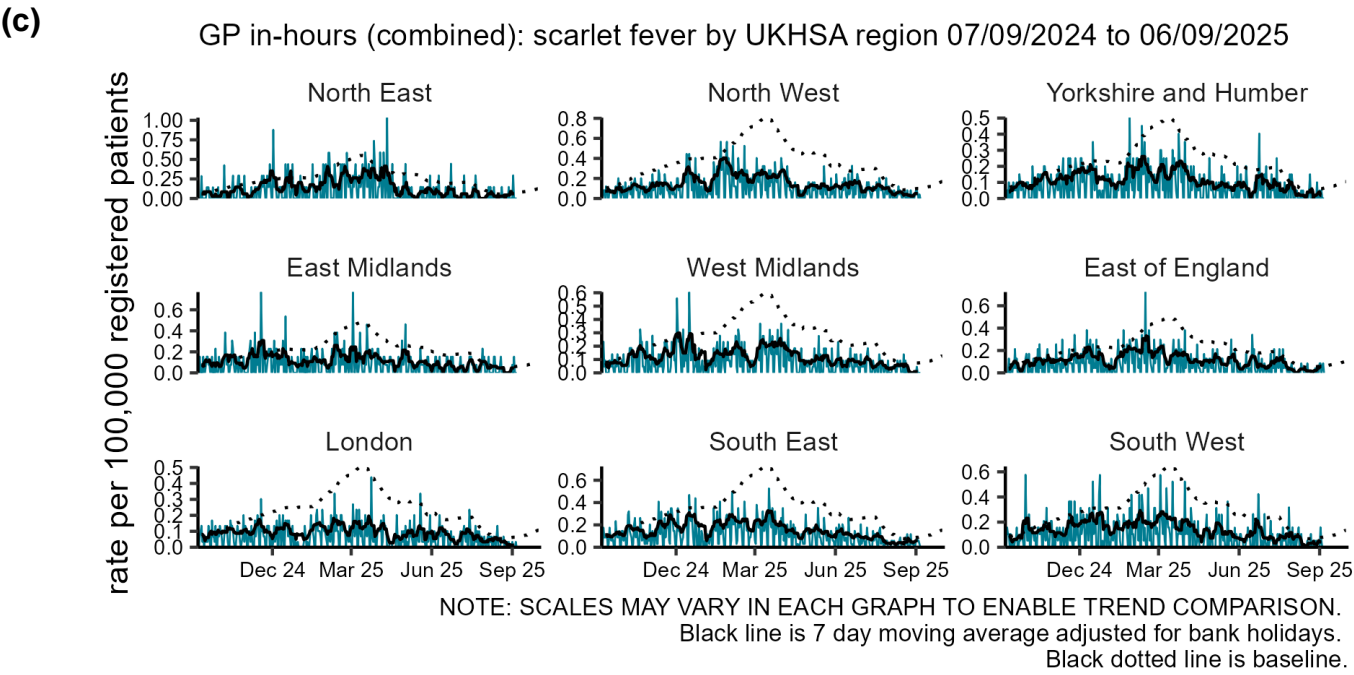 (c)
GP in-hours (combined): scarlet fever by UKHSA region 07/09/2024 to 06/09/2025
rate per 100,000 registered patients
North East
1.00
0.75
0.50
0.25
0.00
North West
0.8
0.6
0.4
0.2
0.0
Yorkshire and Humber
0.5
0.4
0.3
0.2
0.1
0.0
East Midlands
0.6
0.4
0.2
0.0
West Midlands
0.6
0.5
0.4
0.3
0.2
0.1
0.0
East of England
0.6
0.4
0.2
0.0
London
0.5
0.4
0.3
0.2
0.1
0.0
South East
0.6
0.4
0.2
0.0
South West
0.6
0.4
0.2
0.0
Dec 24 Mar 25 Jun 25 Sep 25
Dec 24 Mar 25 Jun 25 Sep 25
Dec 24 Mar 25 Jun 25 Sep 25
NOTE: SCALES MAY VARY IN EACH GRAPH TO ENABLE TREND COMPARISON.
Black line is 7 day moving average adjusted for bank holidays.
Black dotted line is baseline.